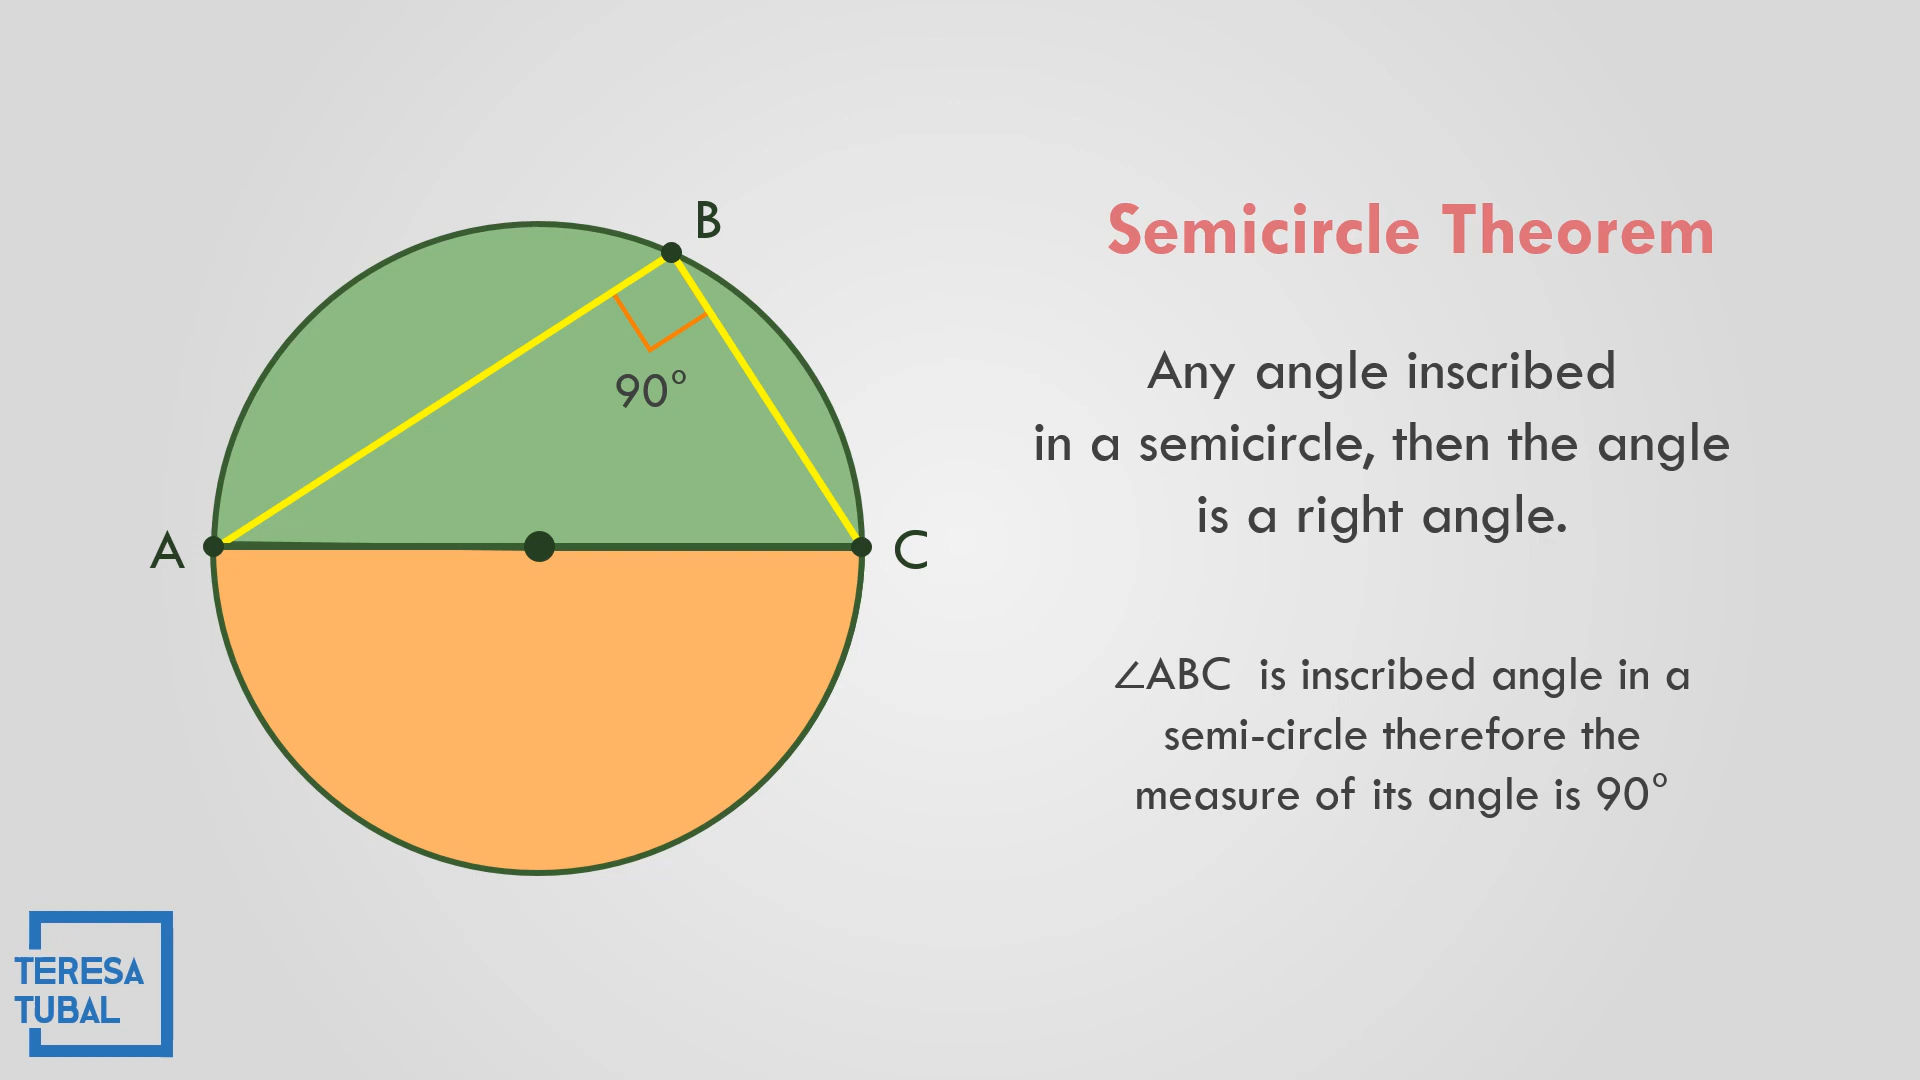 B
90°
A
C
Semicircle Theorem
Any angle inscribed
in a semicircle, then the angle
is a right angle.
∠ABC is inscribed angle in a
semi-circle therefore the
measure of its angle is 90°
TERESA
TUBAL